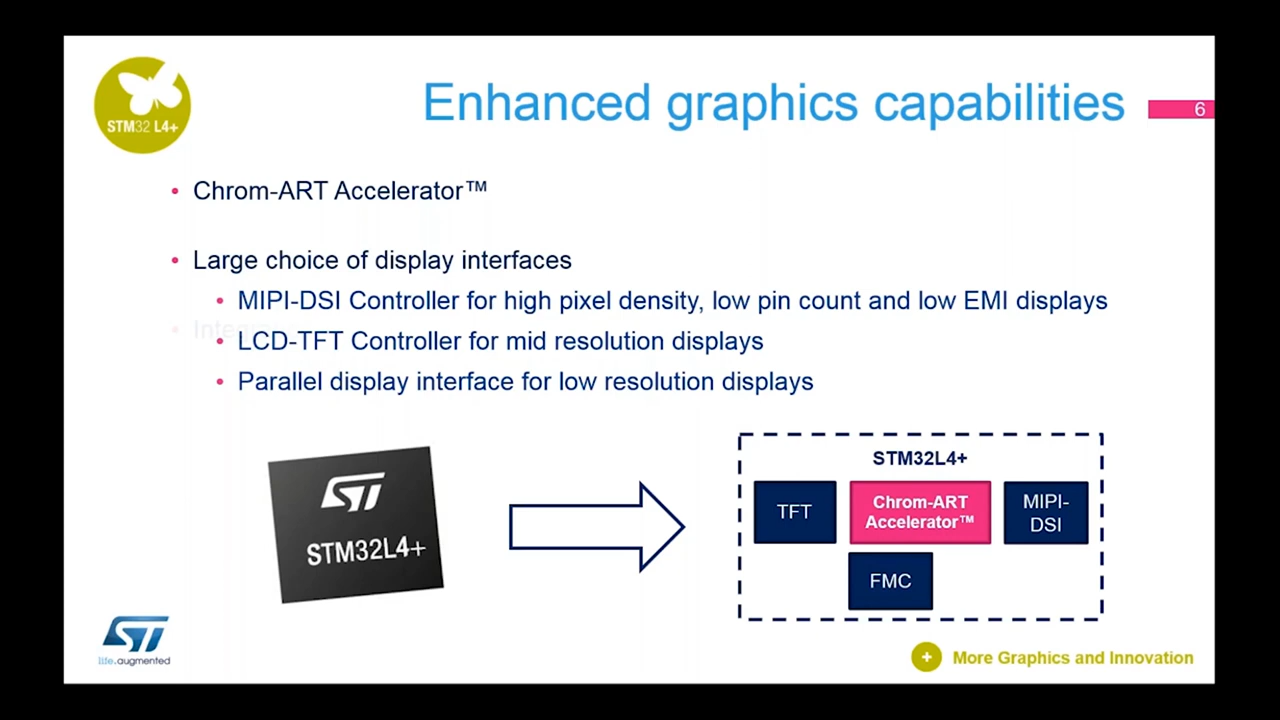 STM32 L4+
Enhanced graphics capabilities
6
• Chrom-ART Accelerator™
• Large choice of display interfaces
• MIPI-DSI Controller for high pixel density, low pin count and low EMI displays
• LCD-TFT Controller for mid resolution displays
• Parallel display interface for low resolution displays
ST
STM32L4+
STM32L4+
TFT
Chrom-ART
Accelerator™
MIPI-
DSI
FMC
ST
life.augmented
+ More Graphics and Innovation